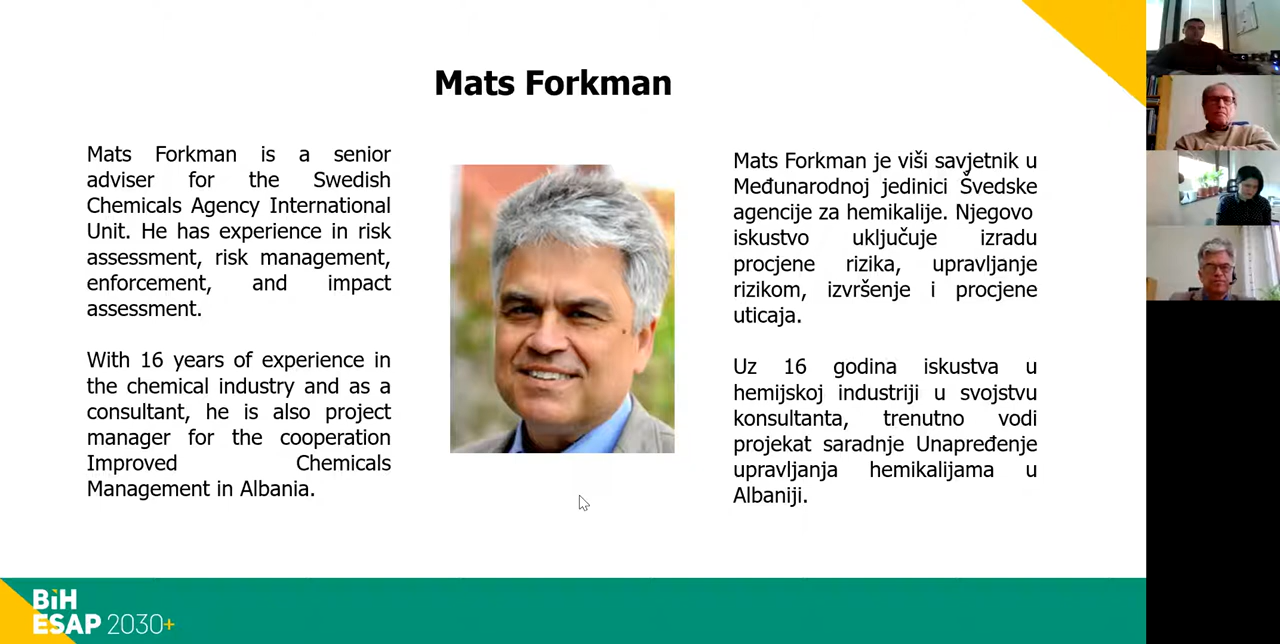 Mats Forkman
Mats Forkman is a senior
adviser for the Swedish
Chemicals Agency International
Unit. He has experience in risk
assessment, risk management,
enforcement, and impact
assessment.
With 16 years of experience in
the chemical industry and as a
consultant, he is also project
manager for the cooperation
Improved Chemicals
Management in Albania.
Mats Forkman je viši savjetnik u
Međunarodnoj jedinici Švedske
agencije za hemikalije. Njegovo
iskustvo uključuje izradu
procjene rizika, upravljanje
rizikom, izvršenje i procjene
uticaja.
Uz 16 godina iskustva u
hemijskoj industriji u svojstvu
konsultanta, trenutno vodi
projekat saradnje Unapređenje
upravljanja hemikalijama u
Albaniji.
BiH
ESAP 2030+